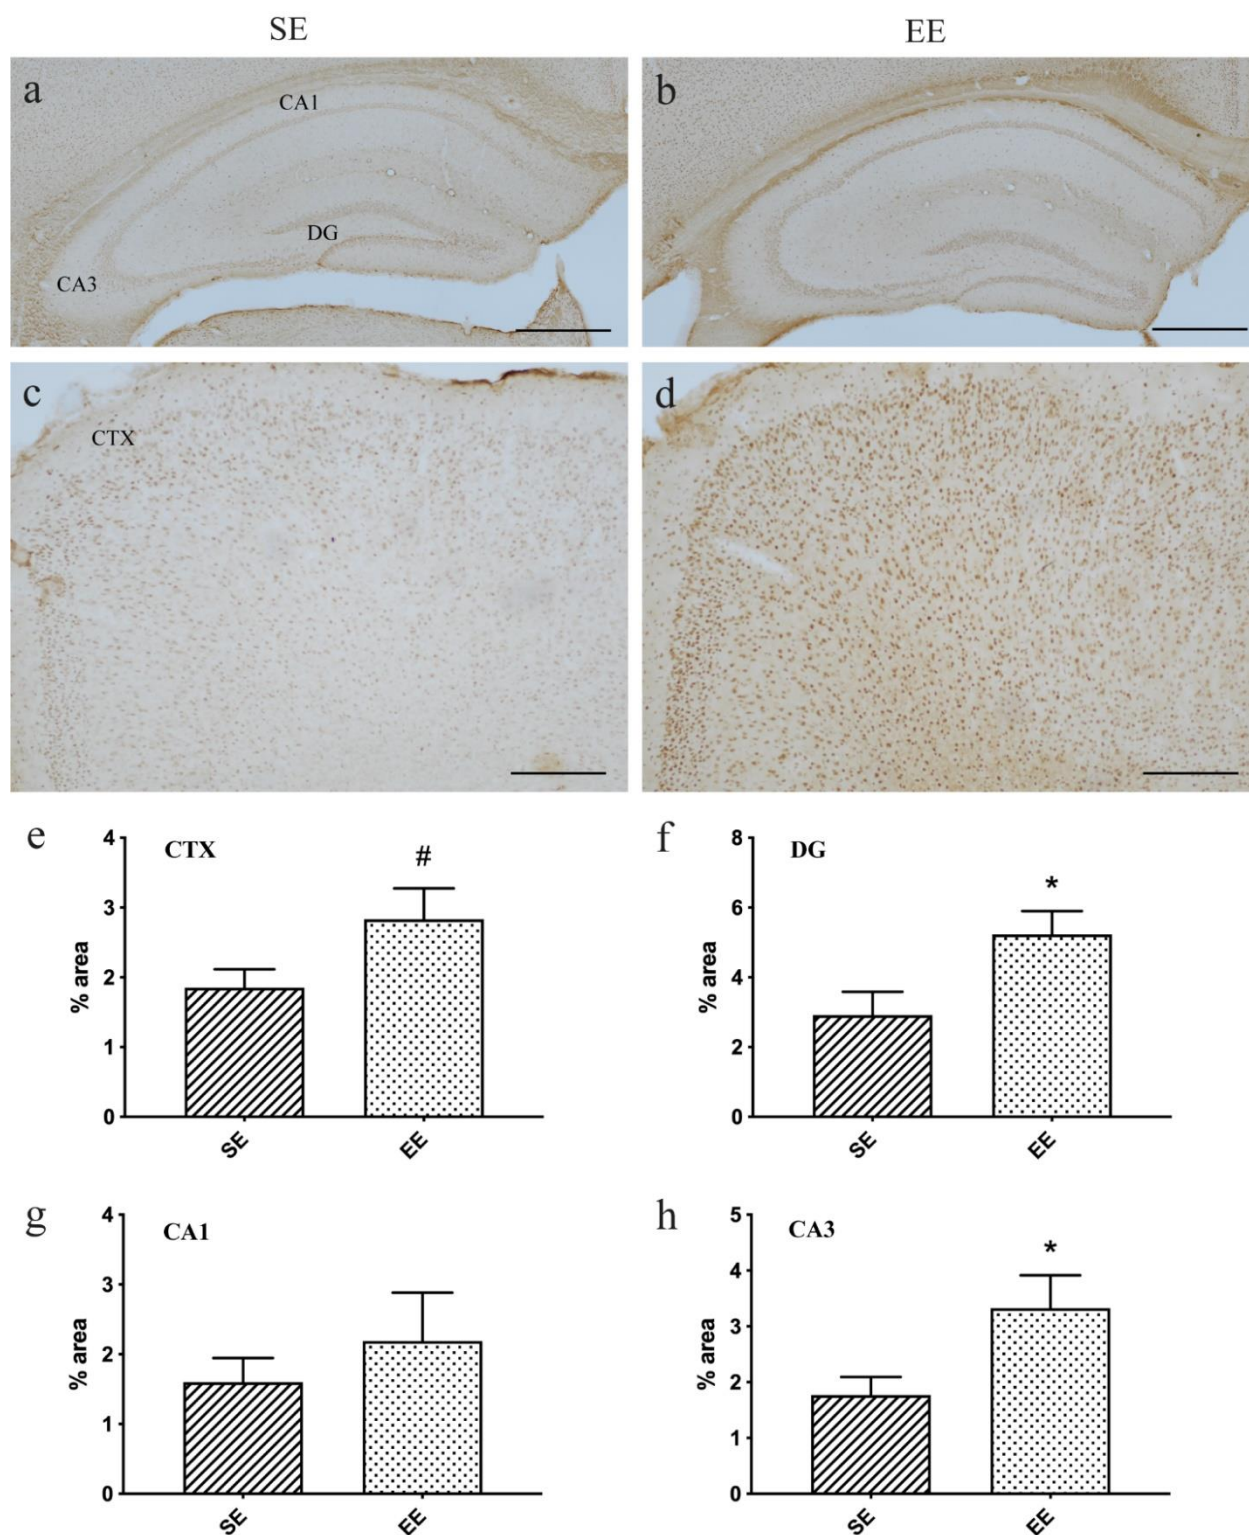 SE EE
a b
CA1
DG
CA3
c d
CTX
e f
CTX DG
4 8
# *
3 6
% area % area
2 4
1 2
0 0
SE EE SE EE
g h
CA1 CA3
4 5
*
3 4
% area % area
2 3
2
1 1
0 0
SE EE SE EE